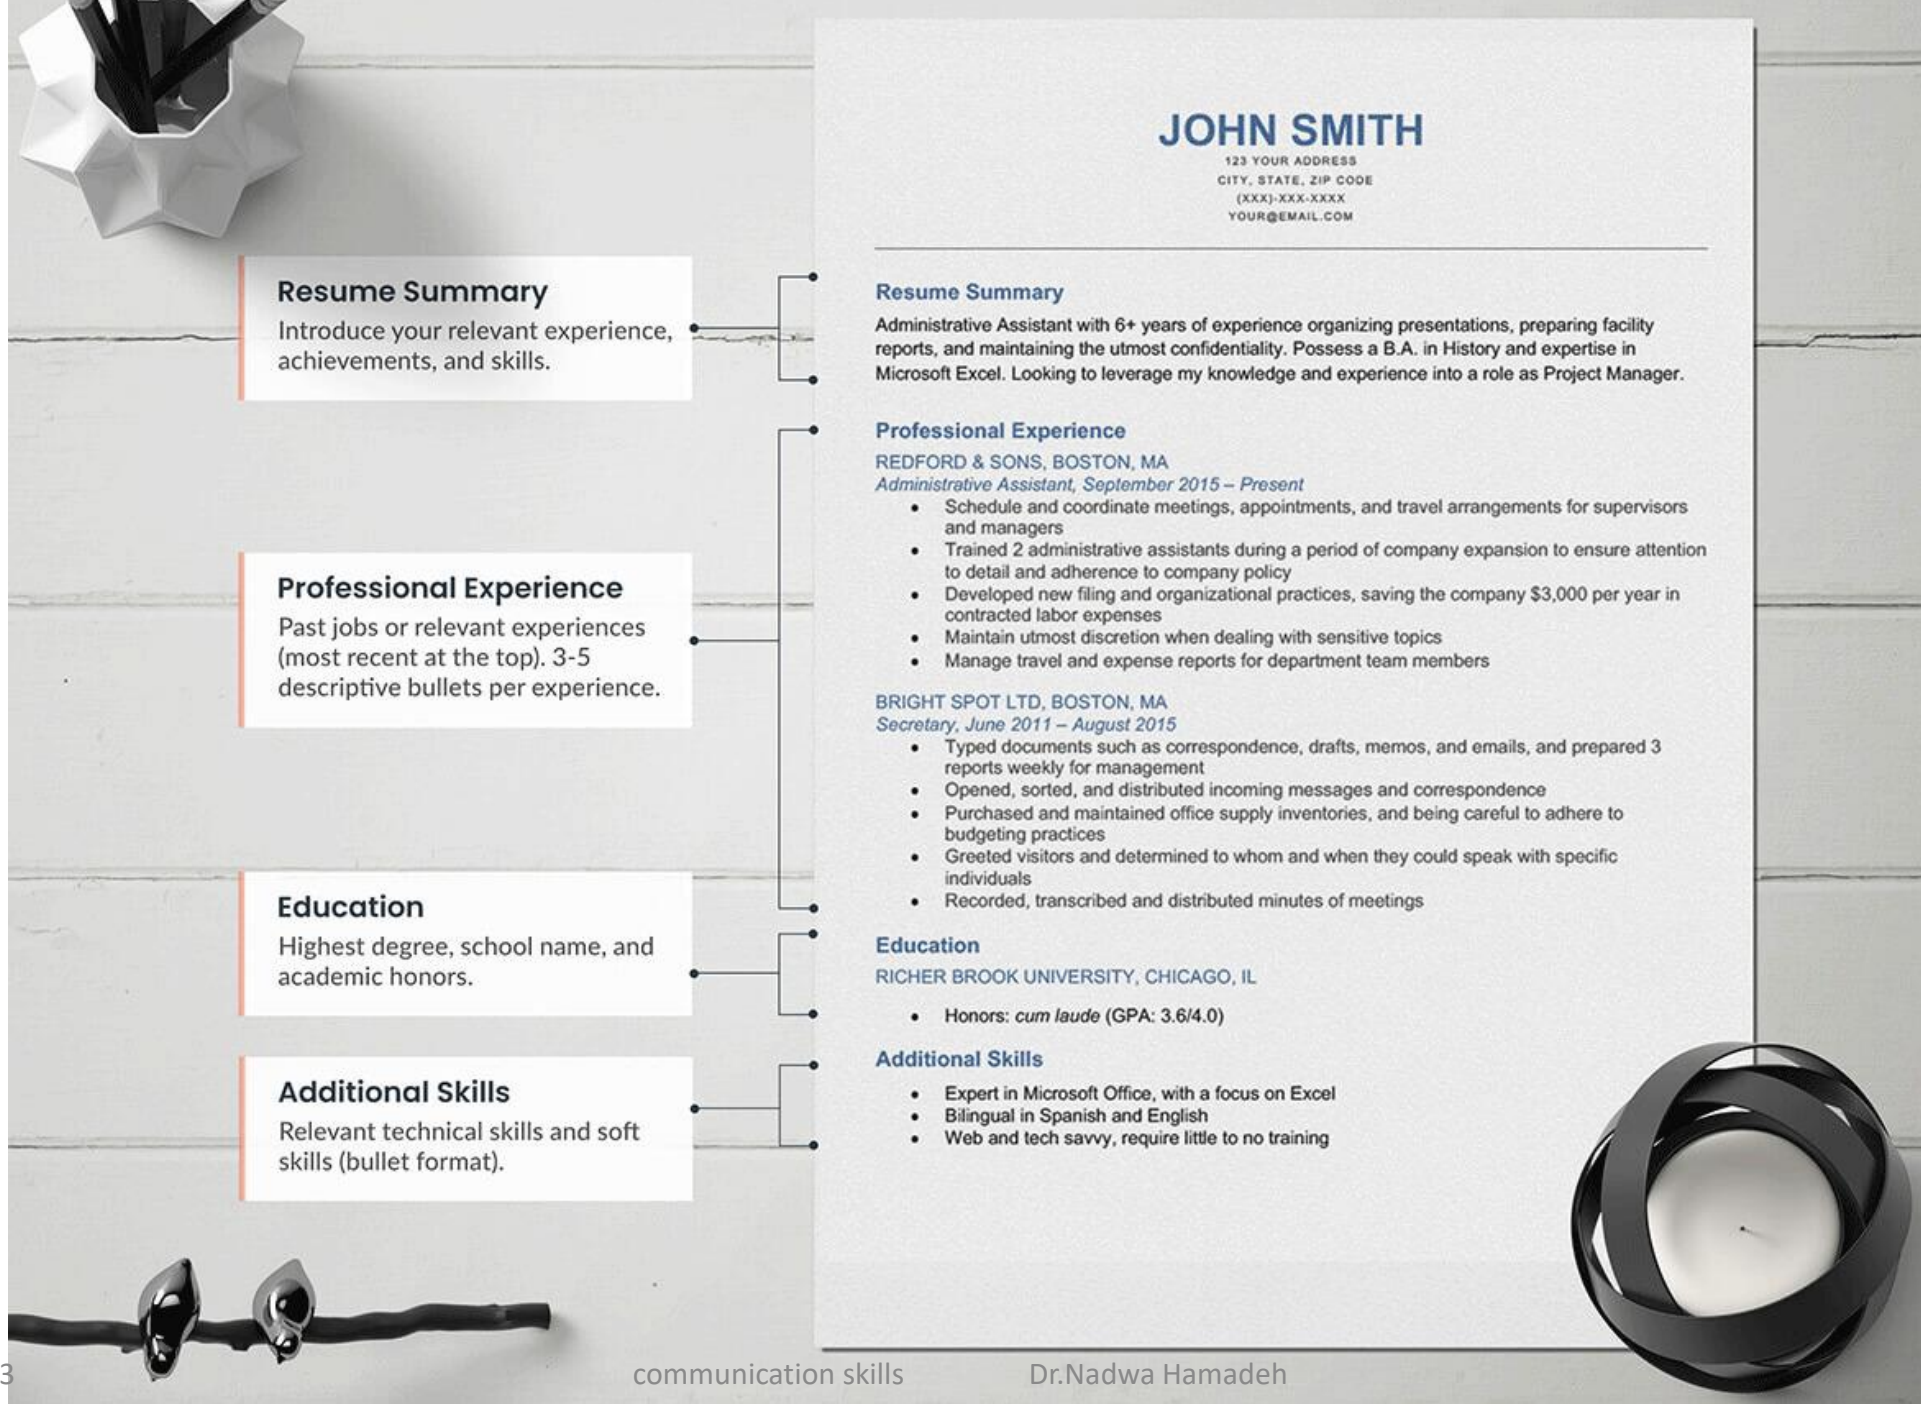 JOHN SMITH
123 YOUR ADDRESS
CITY, STATE, ZIP CODE
(XXX)-XXX-XXXX
YOUR@EMAIL.COM
Resume Summary
Introduce your relevant experience,
achievements, and skills.
Resume Summary
Administrative Assistant with 6+ years of experience organizing presentations, preparing facility
reports, and maintaining the utmost confidentiality. Possess a B.A. in History and expertise in
Microsoft Excel. Looking to leverage my knowledge and experience into a role as Project Manager.
Professional Experience
Past jobs or relevant experiences
(most recent at the top). 3-5
descriptive bullets per experience.
Professional Experience
REDFORD & SONS, BOSTON, MA
Administrative Assistant, September 2015 – Present
• Schedule and coordinate meetings, appointments, and travel arrangements for supervisors
and managers
• Trained 2 administrative assistants during a period of company expansion to ensure attention
to detail and adherence to company policy
• Developed new filing and organizational practices, saving the company $3,000 per year in
contracted labor expenses
• Maintain utmost discretion when dealing with sensitive topics
• Manage travel and expense reports for department team members
BRIGHT SPOT LTD, BOSTON, MA
Secretary, June 2011 – August 2015
• Typed documents such as correspondence, drafts, memos, and emails, and prepared 3
reports weekly for management
• Opened, sorted, and distributed incoming messages and correspondence
• Purchased and maintained office supply inventories, and being careful to adhere to
budgeting practices
• Greeted visitors and determined to whom and when they could speak with specific
individuals
• Recorded, transcribed and distributed minutes of meetings
Education
Highest degree, school name, and
academic honors.
Education
RICHER BROOK UNIVERSITY, CHICAGO, IL
• Honors: cum laude (GPA: 3.6/4.0)
Additional Skills
Relevant technical skills and soft
skills (bullet format).
Additional Skills
• Expert in Microsoft Office, with a focus on Excel
• Bilingual in Spanish and English
• Web and tech savvy, require little to no training
3
communication skills
Dr.Nadwa Hamadeh